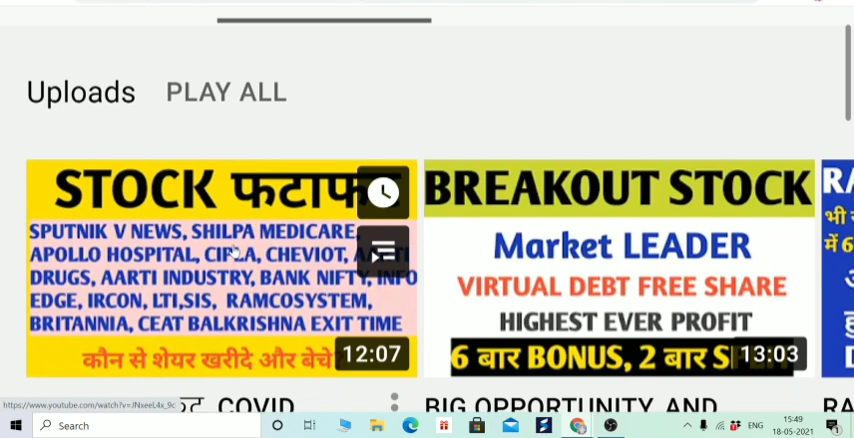 Uploads PLAY ALL
STOCK
SPUTNIK V NEWS, SHILPA MEDICARE,
APOLLO HOSPITAL, CIPLA, CHEVIOT,
DRUGS, AARTI INDUSTRY, BANK NIFTY, INFO
EDGE, IRCON, LTI,SIS, RAMCOSYSTEM,
BRITANNIA, CEAT BALKRISHNA EXIT TIME
कौन से शेयर खरीदे और बेचे
12:07
BREAKOUT STOCK
Market LEADER
VIRTUAL DEBT FREE SHARE
HIGHEST EVER PROFIT
6 बार BONUS, 2 बार
13:03
भी
में 6
COVID
BIG OPPORTUNITY AND
RA
https://www.youtube.com/watch?v=JNxeeL4x_9c
Search
ENG
15:49
18-05-2021